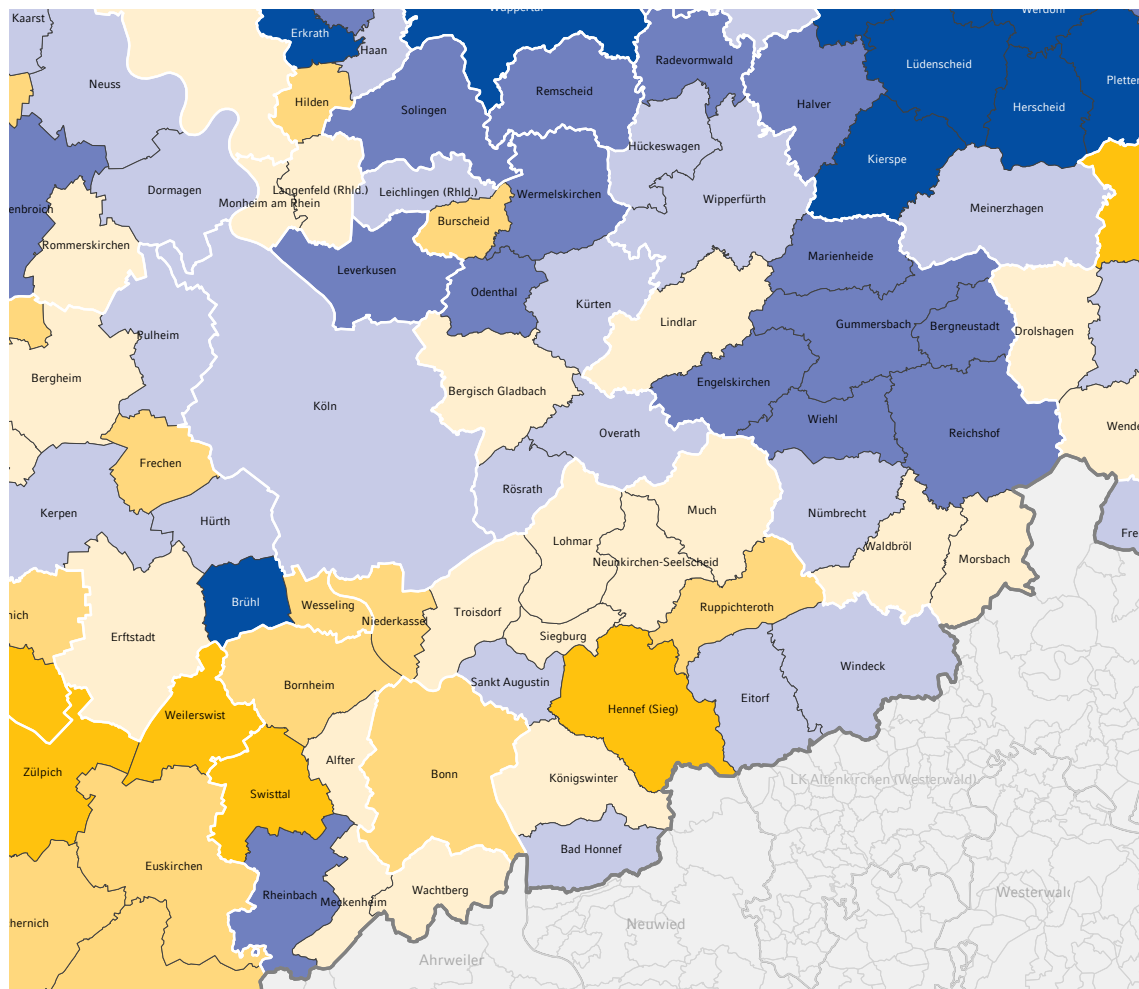 Kaarst
Erkrath
Haan
Werdohl
Neuss
Hilden
Solingen
Remscheid
Radevormwald
Halver
Lüdenscheid
Herscheid
Hückeswagen
Kierspe
Dormagen
Langenfeld (Rhld.)
Monheim am Rhein
Leichlingen (Rhld.)
Wermelskirchen
Wipperfürth
Meinerzhagen
enbroich
Burscheid
Rommerskirchen
Leverkusen
Odenthal
Marienheide
Kürten
Lindlar
Gummersbach
Bergneustadt
Drolshagen
Pulheim
Bergheim
Bergisch Gladbach
Engelskirchen
Köln
Wiehl
Reichshof
Overath
Frechen
Rösrath
Kerpen
Hürth
Much
Nümbrecht
Lohmar
Waldbröl
Morsbach
Neunkirchen-Seelscheid
Brühl
Wesseling
Niederkassel
Troisdorf
Ruppichteroth
Erftstadt
Siegburg
Sankt Augustin
Windeck
Bornheim
Eitorf
Hennef (Sieg)
Weilerswist
Zülpich
Alfter
Bonn
Königswinter
LK Altenkirchen (Westerwald)
Swisttal
Bad Honnef
Euskirchen
Rheinbach
Meckenheim
Wachtberg
Westerwald
hernich
Neuwied
Ahrweiler